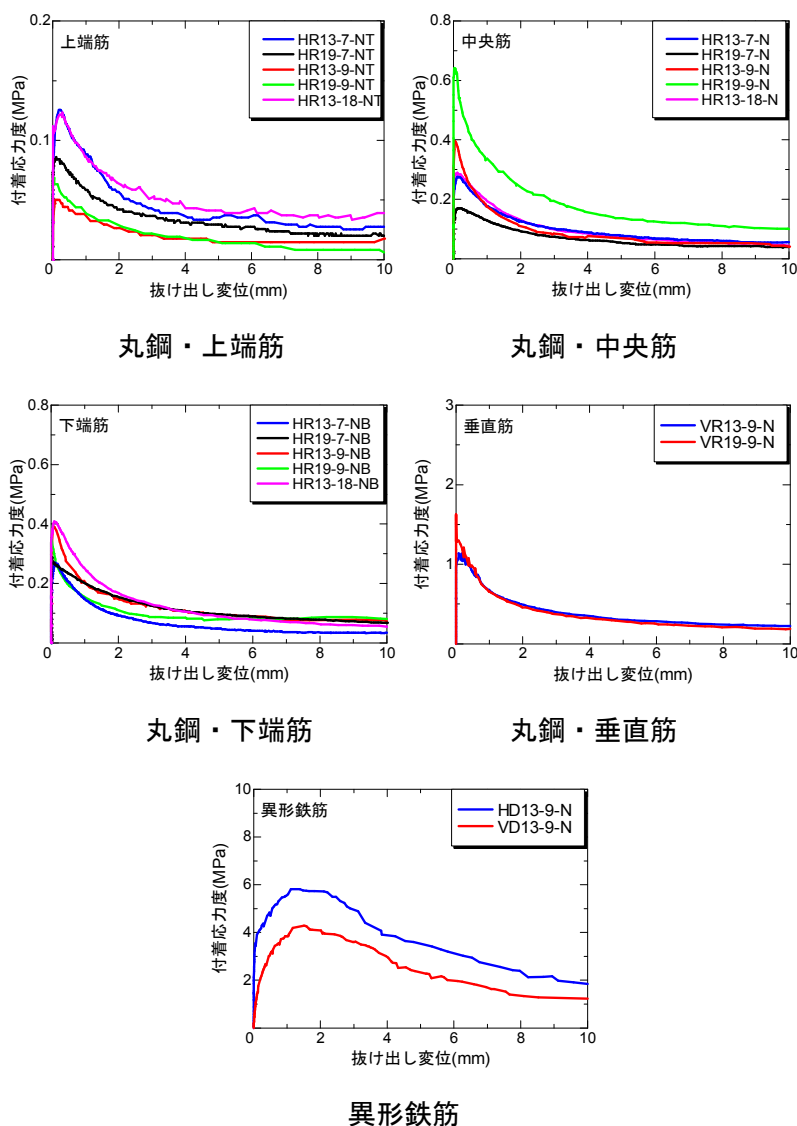 上端筋
HR13-7-NT
HR19-7-NT
HR13-9-NT
HR19-9-NT
HR13-18-NT
付着応力度(MPa)
0.2
0.1
0 2 4 6 8 10
抜け出し変位(mm)
丸鋼・上端筋
中央筋
HR13-7-N
HR19-7-N
HR13-9-N
HR19-9-N
HR13-18-N
付着応力度(MPa)
0.8
0.6
0.4
0.2
0 2 4 6 8 10
抜け出し変位(mm)
丸鋼・中央筋
下端筋
HR13-7-NB
HR19-7-NB
HR13-9-NB
HR19-9-NB
HR13-18-NB
付着応力度(MPa)
0.8
0.6
0.4
0.2
0 2 4 6 8 10
抜け出し変位(mm)
丸鋼・下端筋
垂直筋
VR13-9-N
VR19-9-N
付着応力度(MPa)
3
2
1
0 2 4 6 8 10
抜け出し変位(mm)
丸鋼・垂直筋
異形鉄筋
HD13-9-N
VD13-9-N
付着応力度(MPa)
10
8
6
4
2
0 2 4 6 8 10
抜け出し変位(mm)
異形鉄筋